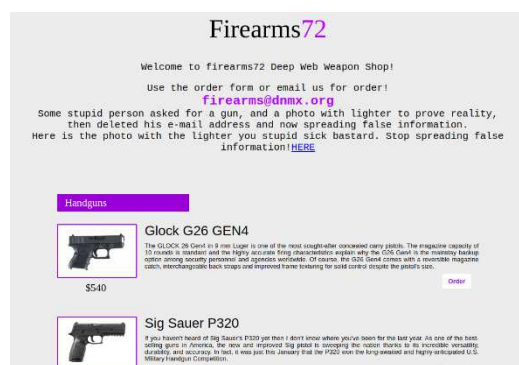 Firearms72
Welcome to firearms72 Deep Web Weapon Shop!
Use the order form or email us for order!
firearms@dnmx.org
Some stupid person asked for a gun, and a photo with lighter to prove reality,
then deleted his e-mail address and now spreading false information.
Here is the photo with the lighter you stupid sick bastard. Stop spreading false
information!HERE
Handguns
Glock G26 GEN4
The GLOCK 26 Gen4 in 9 mm Luger is one of the most sought-after concealed carry pistols. The magazine capacity of
10 rounds is standard and the highly accurate firing characteristics explain why the G26 Gen4 is the mainstay backup
option among security personnel and agencies worldwide. Of course, the G26 Gen4 comes with a reversible magazine
catch, interchangeable back straps and improved frame texturing for solid control despite the pistol's size.
Order
$540
Sig Sauer P320
If you haven't heard of Sig Sauer's P320 yet then I don't know where you've been for the last year. As one of the best-
selling guns in America, the new and improved Sig pistol is sweeping the nation thanks to its incredible versatility,
durability, and accuracy. In fact, it was just this January that the P320 won the long-awaited and highly-anticipated U.S.
Military Handgun Competition.